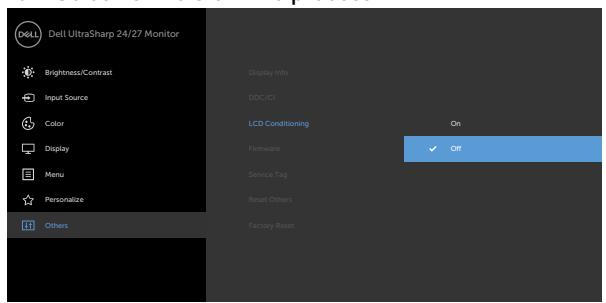 DELL Dell UltraSharp 24/27 Monitor
Brightness/Contrast
Display Info
Input Source
DDC/CI
Color
LCD Conditioning
On
Display
Firmware
Off
Menu
Service Tag
Personalize
Reset Others
Others
Factory Reset